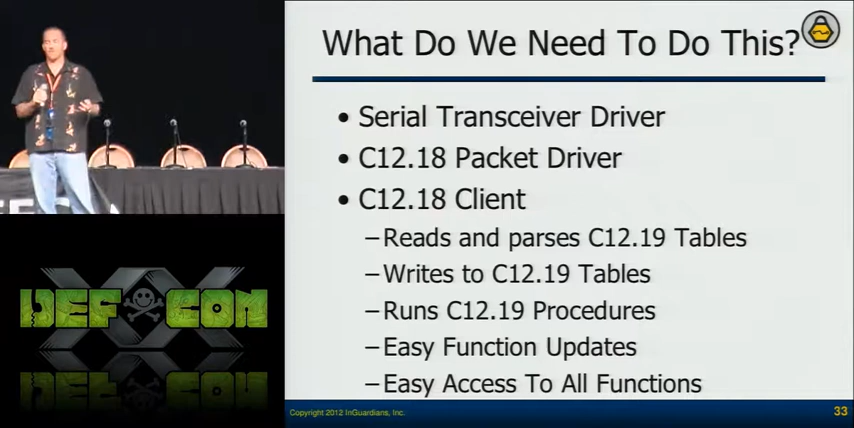 What Do We Need To Do This?
• Serial Transceiver Driver
• C12.18 Packet Driver
• C12.18 Client
–Reads and parses C12.19 Tables
–Writes to C12.19 Tables
–Runs C12.19 Procedures
–Easy Function Updates
–Easy Access To All Functions
Copyright 2012 InGuardians, Inc.
33
DEF CON
XX